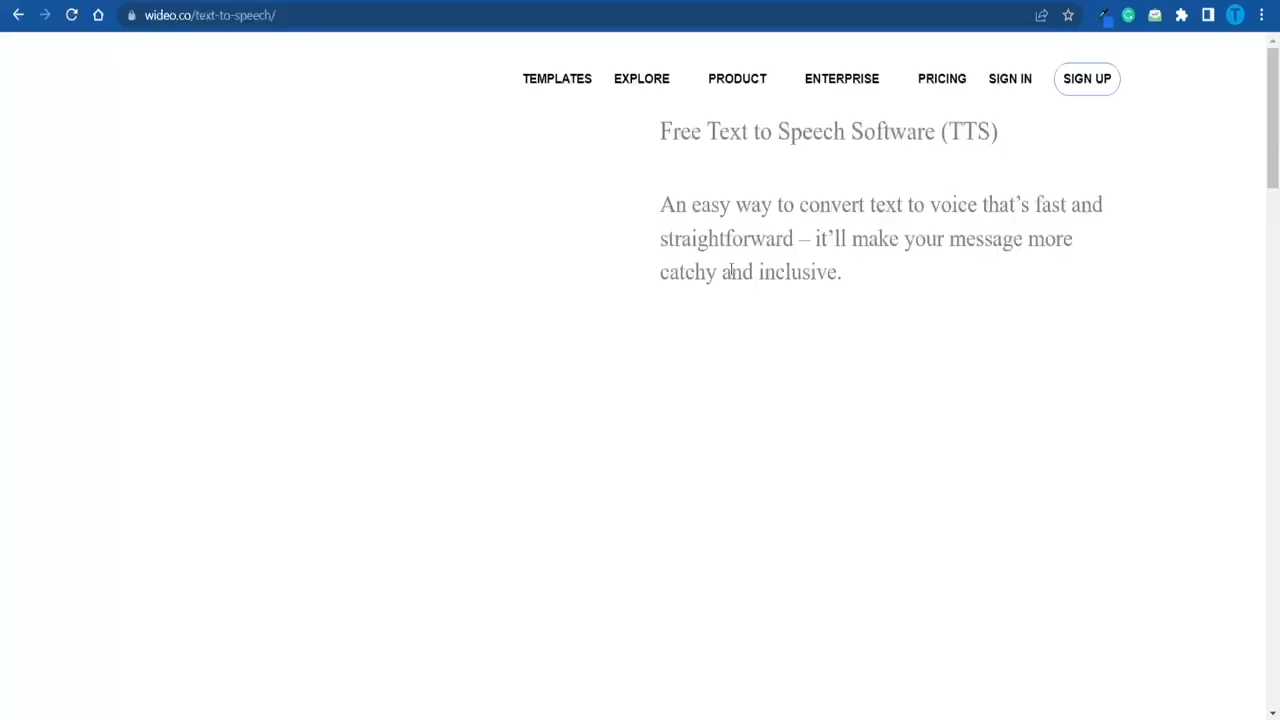 wideo.co/text-to-speech/
T
TEMPLATES EXPLORE PRODUCT ENTERPRISE PRICING SIGN IN SIGN UP
Free Text to Speech Software (TTS)
An easy way to convert text to voice that’s fast and
straightforward – it’ll make your message more
catchy and inclusive.